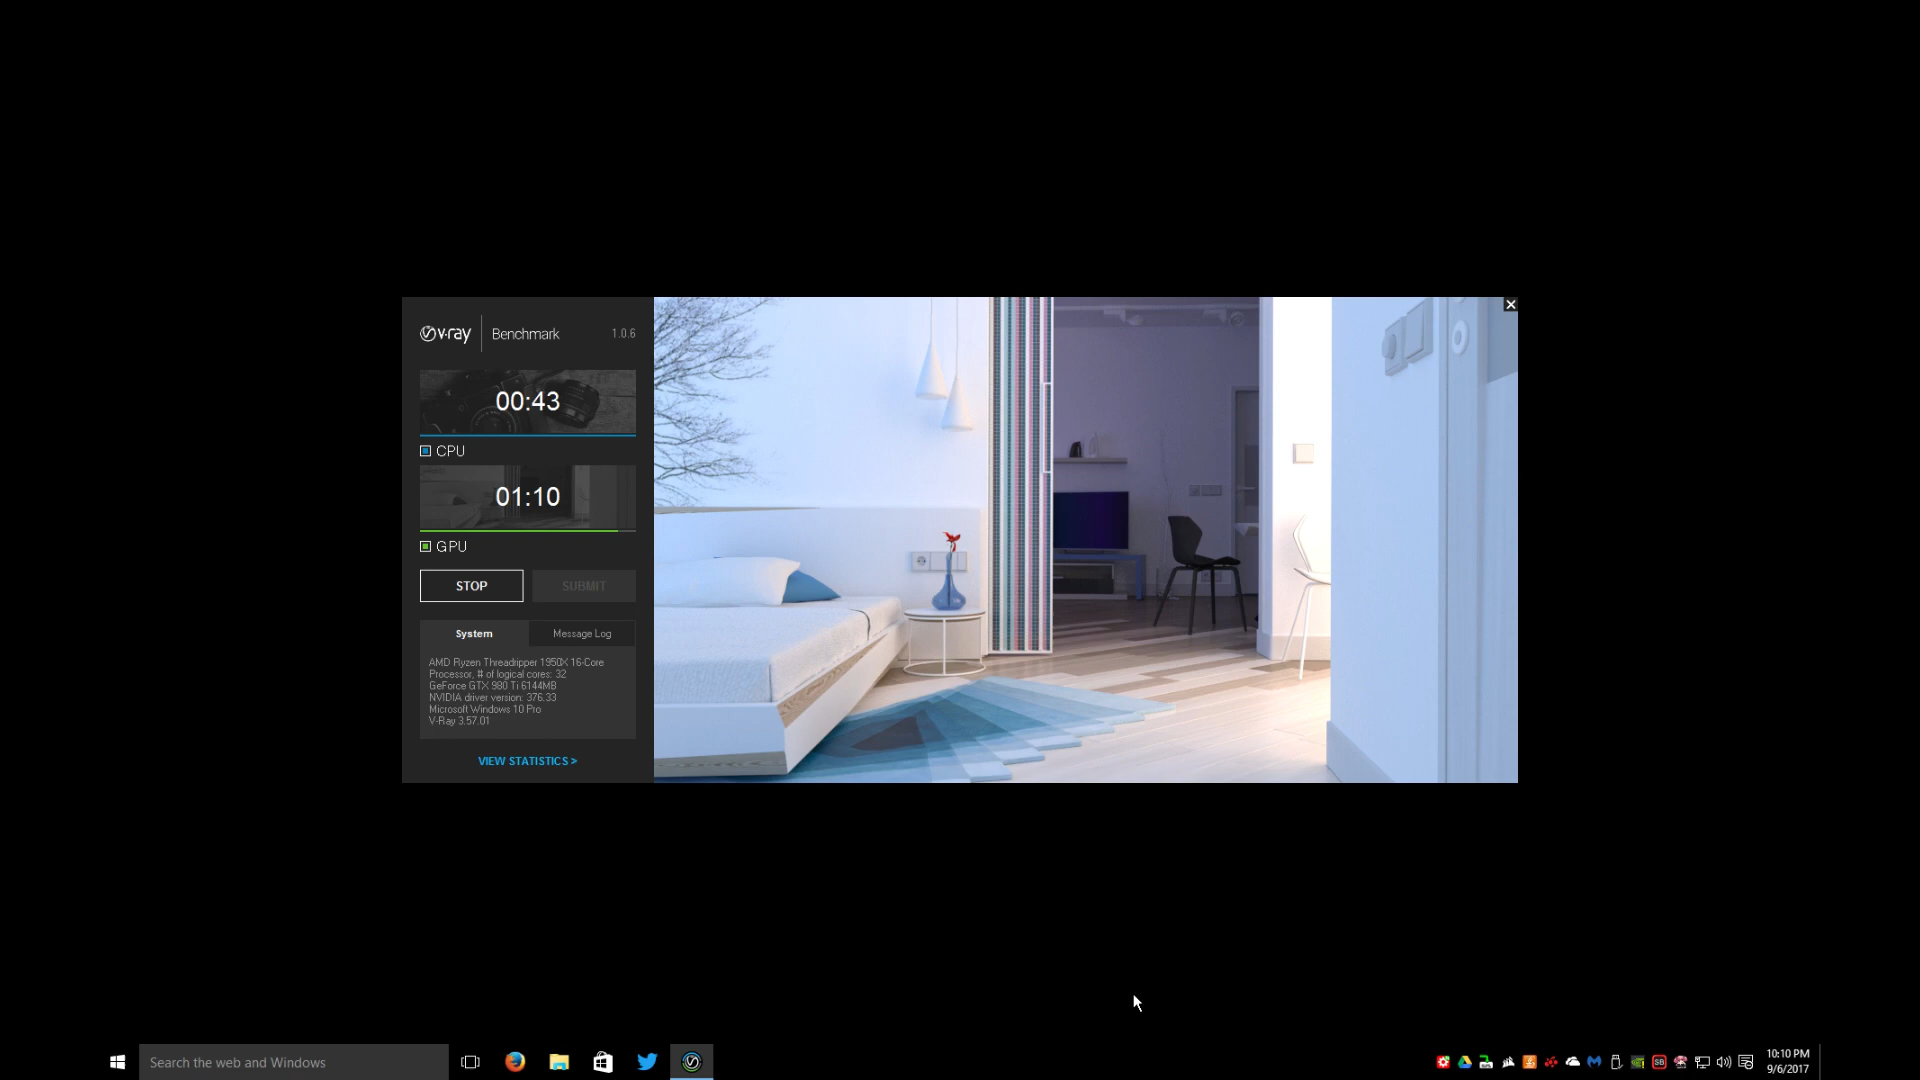 v-ray Benchmark 1.0.6
00:43
CPU
01:10
GPU
STOP SUBMIT
System Message Log
AMD Ryzen Threadripper 1950X 16-Core
Processor, # of logical cores: 32
GeForce GTX 980 Ti 6144MB
NVIDIA driver version: 376.33
Microsoft Windows 10 Pro
V-Ray 3.57.01
VIEW STATISTICS >
Search the web and Windows
SB
10:10 PM
9/6/2017